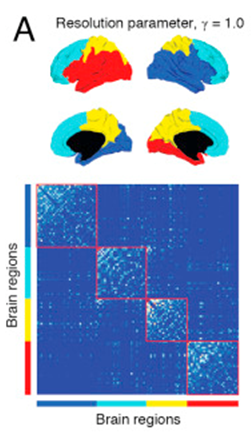 A
Resolution parameter, γ = 1.0
Brain regions
Brain regions